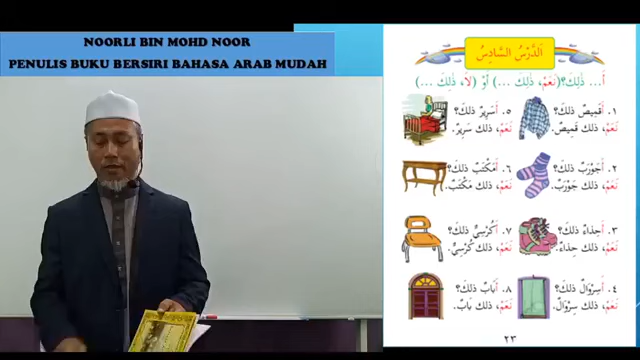 NOORLI BIN MOHD NOOR
PENULIS BUKU BERSIRI BAHASA ARAB MUDAH
اَلدَّرْسُ السَّادِسُ
أَ... ذٰلِكَ؟ (نَعَمْ، ذٰلِكَ ...) أَوْ (لَا، ذٰلِكَ ...)
١. أَقَمِيصٌ ذٰلِكَ؟
نَعَمْ، ذٰلِكَ قَمِيصٌ.
٢. أَجَوْرَبٌ ذٰلِكَ؟
نَعَمْ، ذٰلِكَ جَوْرَبٌ.
٣. أَحِذَاءٌ ذٰلِكَ؟
نَعَمْ، ذٰلِكَ حِذَاءٌ.
٤. أَسِرْوَالٌ ذٰلِكَ؟
نَعَمْ، ذٰلِكَ سِرْوَالٌ.
٥. أَسَرِيرٌ ذٰلِكَ؟
نَعَمْ، ذٰلِكَ سَرِيرٌ.
٦. أَمَكْتَبٌ ذٰلِكَ؟
نَعَمْ، ذٰلِكَ مَكْتَبٌ.
٧. أَكُرْسِيٌّ ذٰلِكَ؟
نَعَمْ، ذٰلِكَ كُرْسِيٌّ.
٨. أَبَابٌ ذٰلِكَ؟
نَعَمْ، ذٰلِكَ بَابٌ.
٢٣